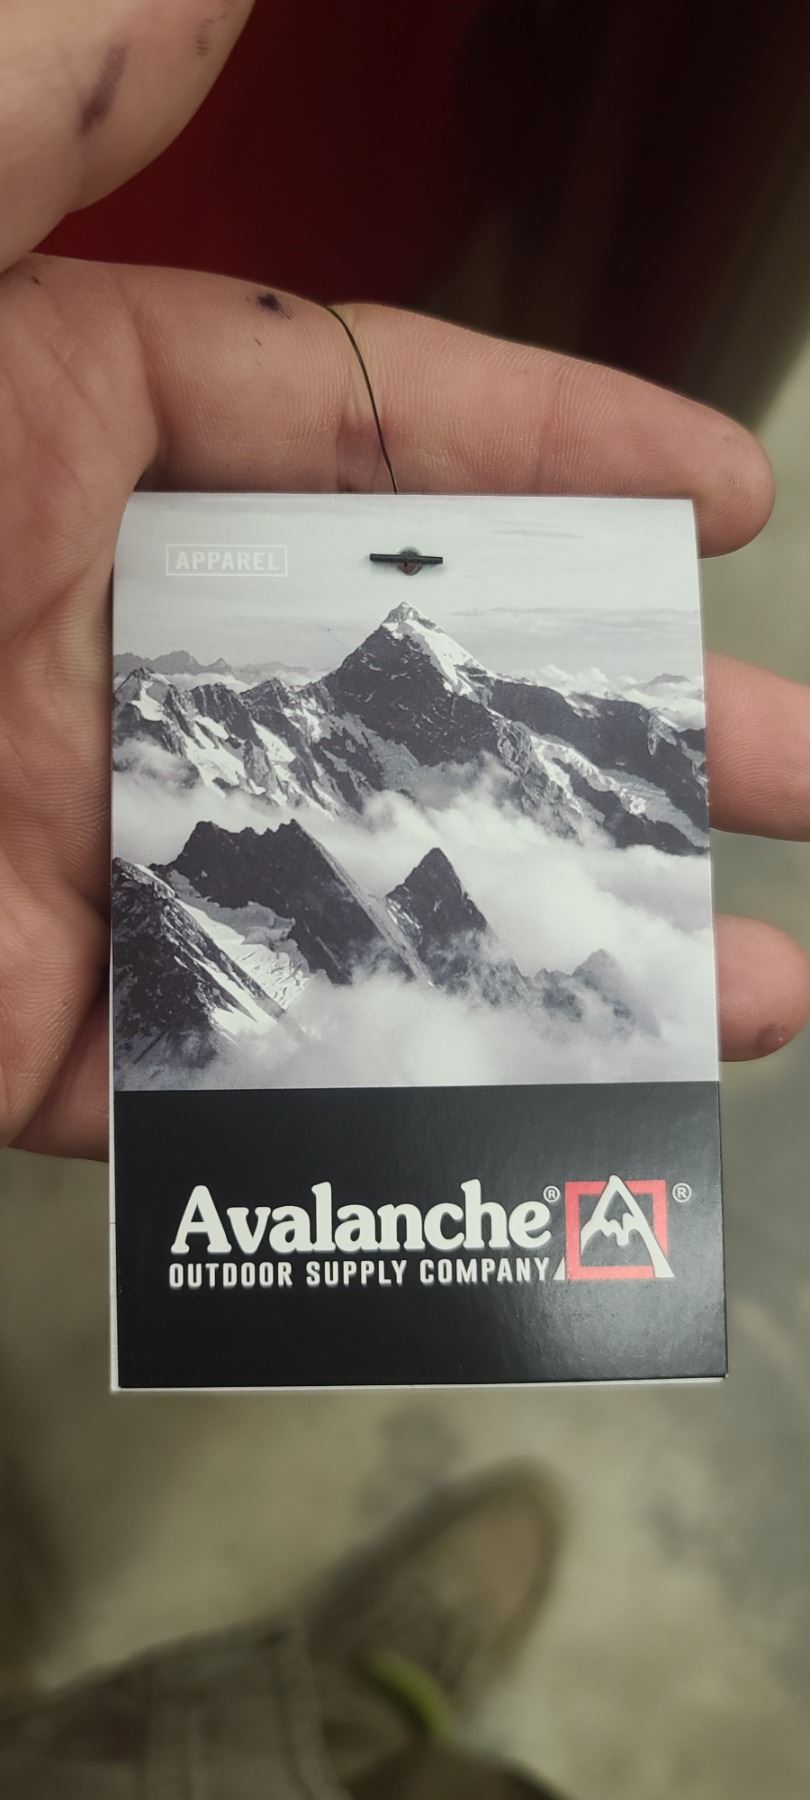 APPAREL
Avalanche® ®
OUTDOOR SUPPLY COMPANY